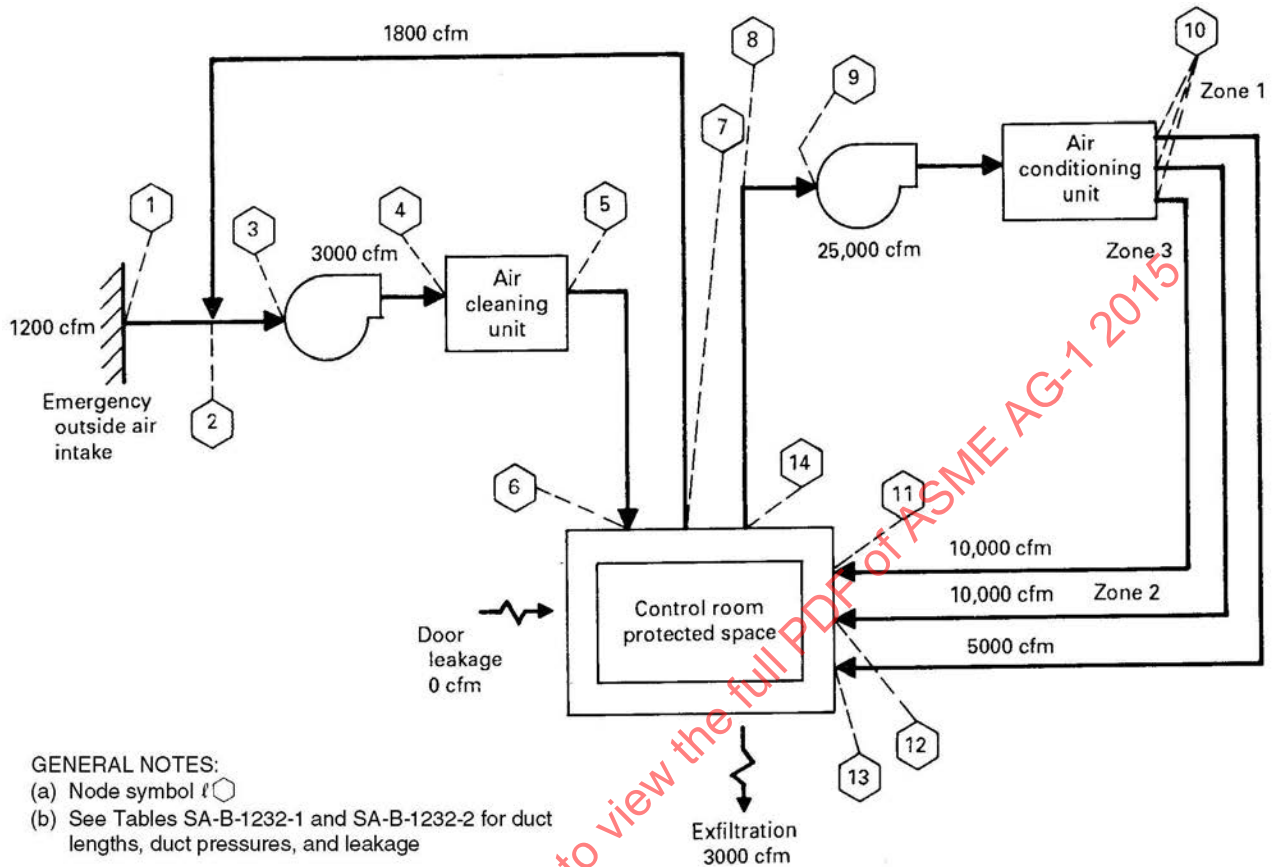 1800 cfm
8
10
Zone 1
9
7
1
3
4
5
3000 cfm
Air
conditioning
unit
25,000 cfm
Zone 3
Air
cleaning
unit
1200 cfm
Emergency
outside air
intake
2
6
14
11
10,000 cfm
10,000 cfm
Zone 2
5000 cfm
Control room
protected space
Door
leakage
0 cfm
12
13
Exfiltration
3000 cfm
GENERAL NOTES:
(a) Node symbol ℓ
(b) See Tables SA-B-1232-1 and SA-B-1232-2 for duct
lengths, duct pressures, and leakage
to view the full PDF of ASME AG-1 2015